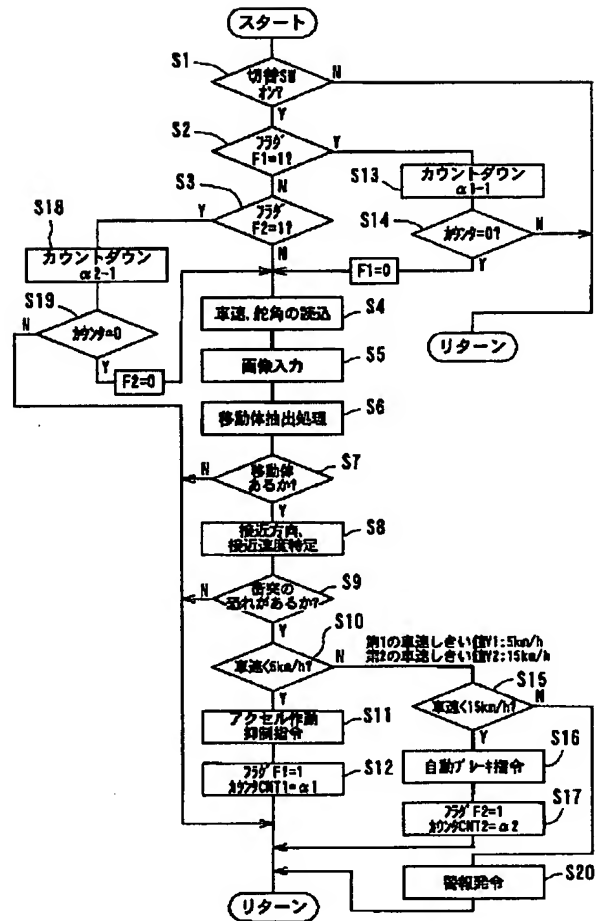 スタート
S1
切替SW
オン?
N
Y
S2
フラグ
F1=1?
Y
N
S13
カウントダウン
α1-1
S3
フラグ
F2=1?
Y
N
S14
カウンタ=0?
N
Y
F1=0
S18
カウントダウン
α2-1
S19
カウンタ=0
N
Y
F2=0
リターン
車速、舵角の読込
S4
画像入力
S5
移動体抽出処理
S6
移動体
あるか?
S7
N
Y
接近方向、
接近速度特定
S8
衝突の
恐れがあるか?
S9
N
Y
車速<5km/h?
S10
N
Y
第1の車速しきい値V1:5km/h
第2の車速しきい値V2:15km/h
アクセル作動
抑制指令
S11
フラグF1=1
カウンタCNT1=α1
S12
車速<15km/h?
S15
N
Y
自動ブレーキ指令
S16
フラグF2=1
カウンタCNT2=α2
S17
警報発令
S20
リターン